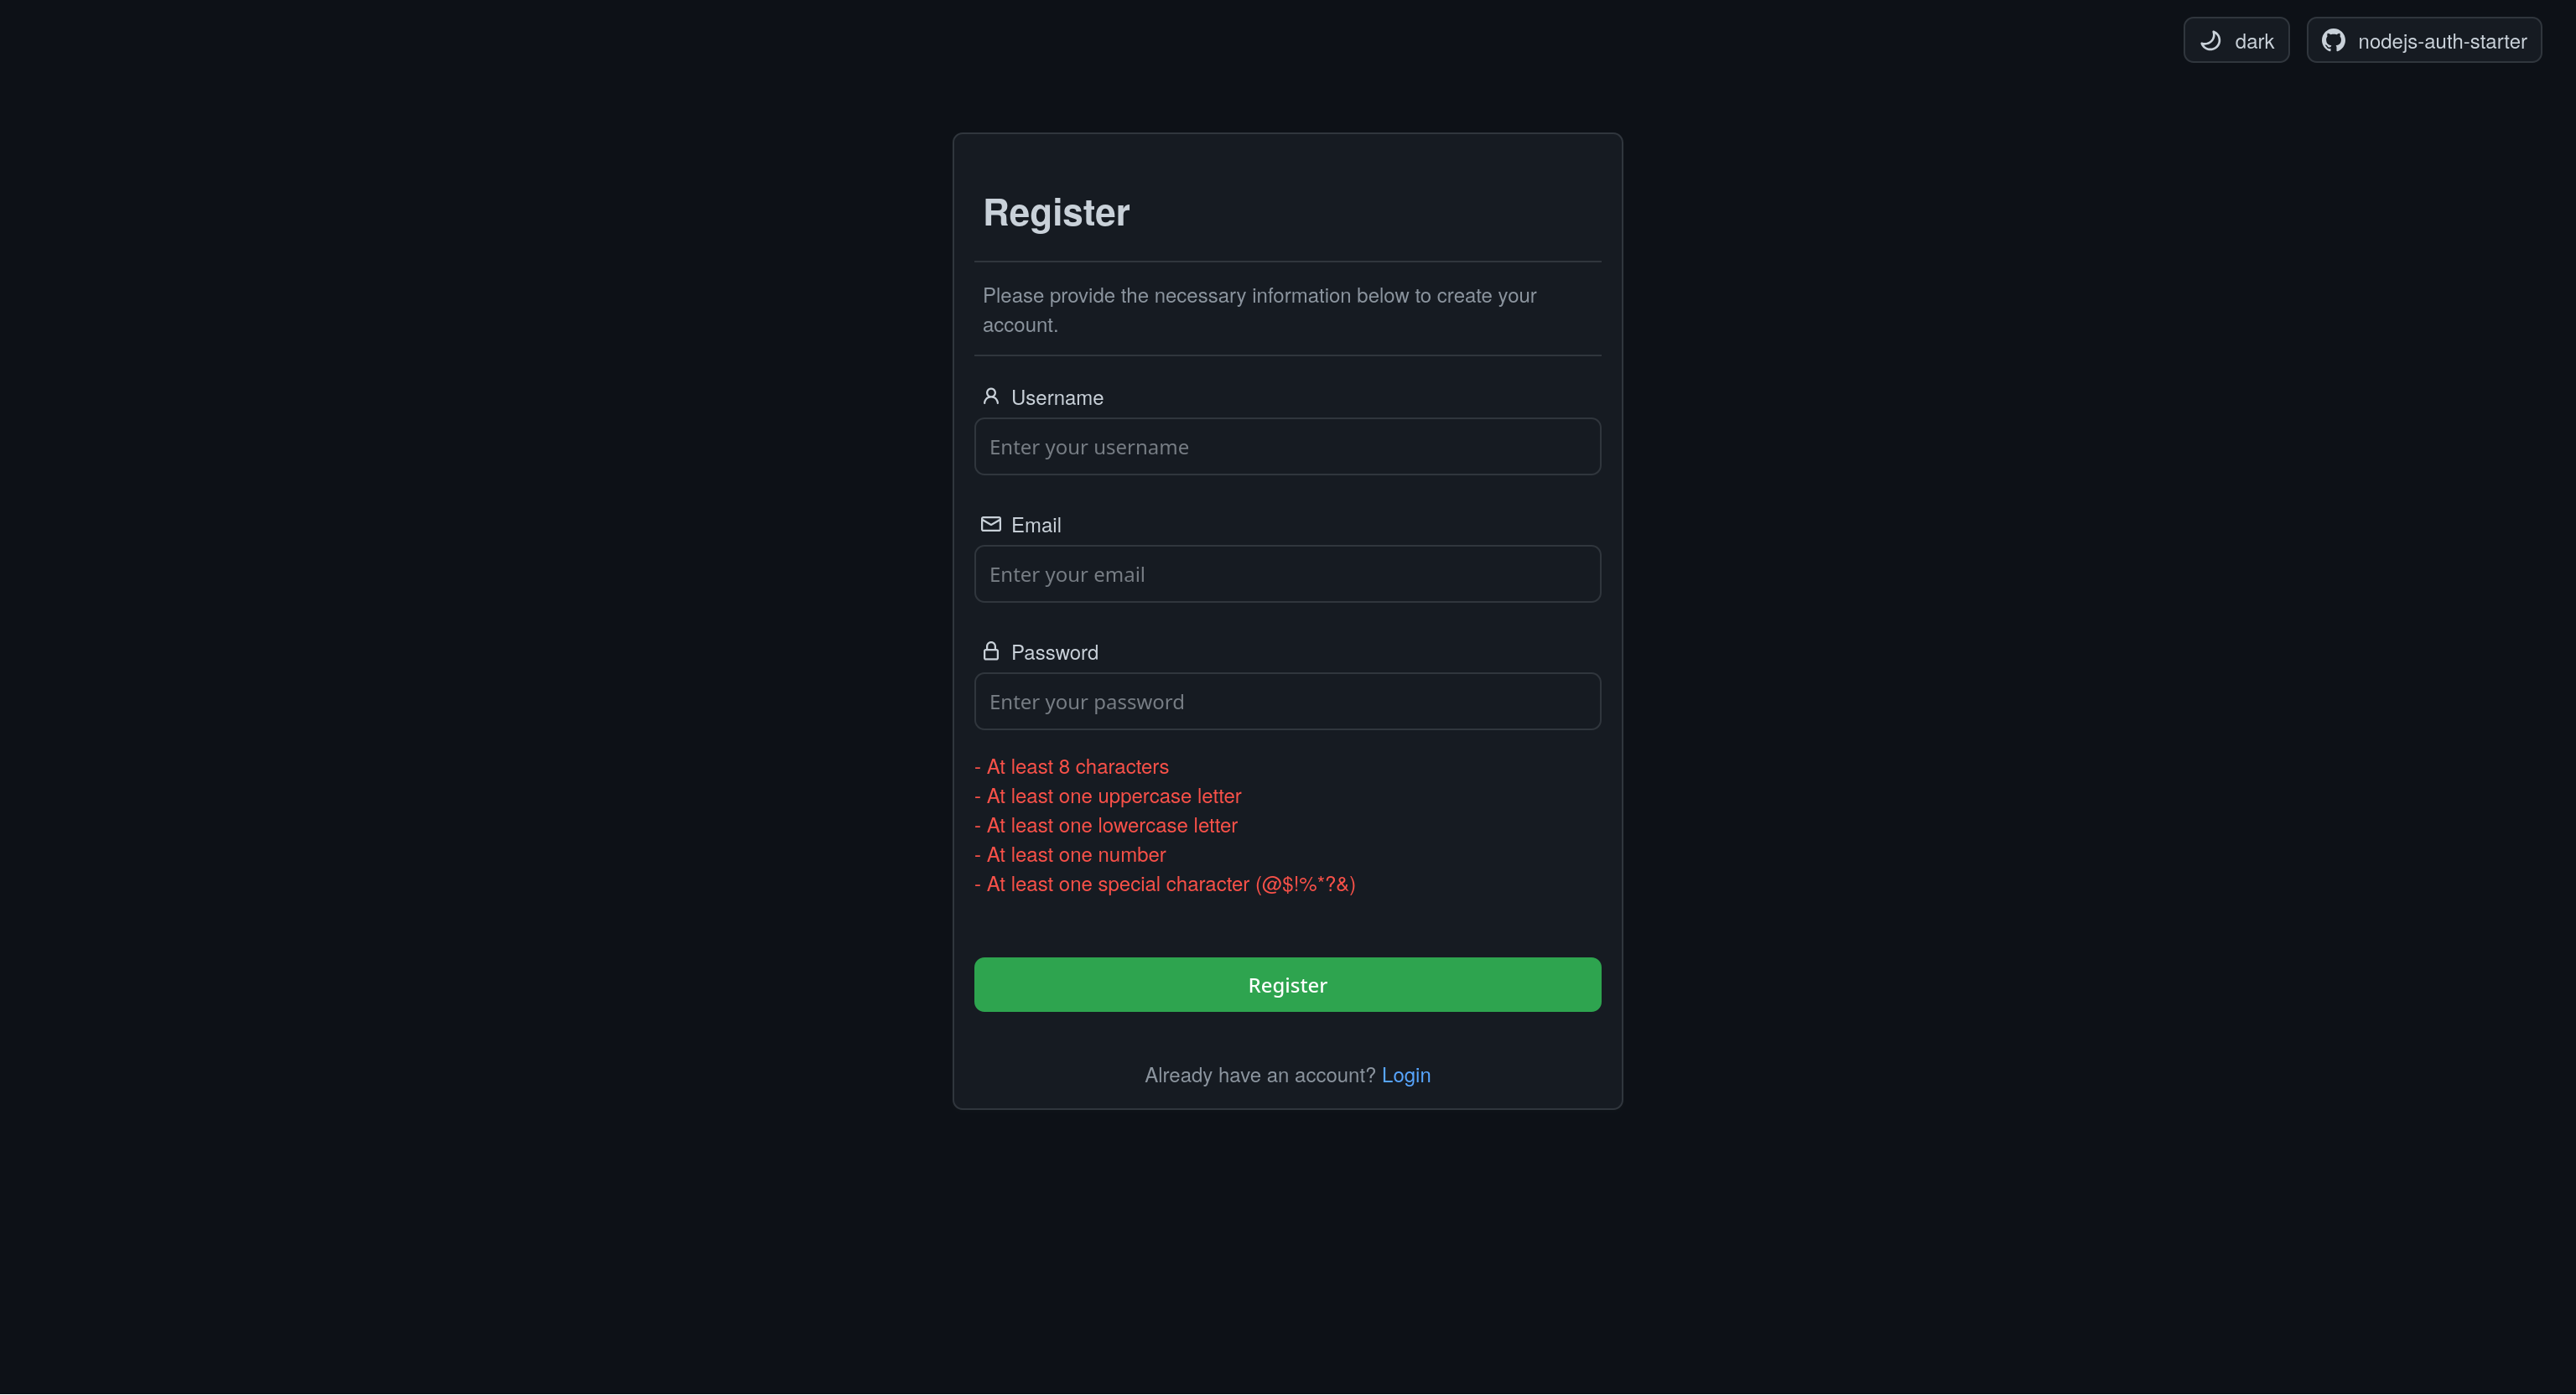 dark
nodejs-auth-starter
Register
Please provide the necessary information below to create your
account.
Username
Enter your username
Email
Enter your email
Password
Enter your password
- At least 8 characters
- At least one uppercase letter
- At least one lowercase letter
- At least one number
- At least one special character (@$!%*?&)
Register
Already have an account? Login